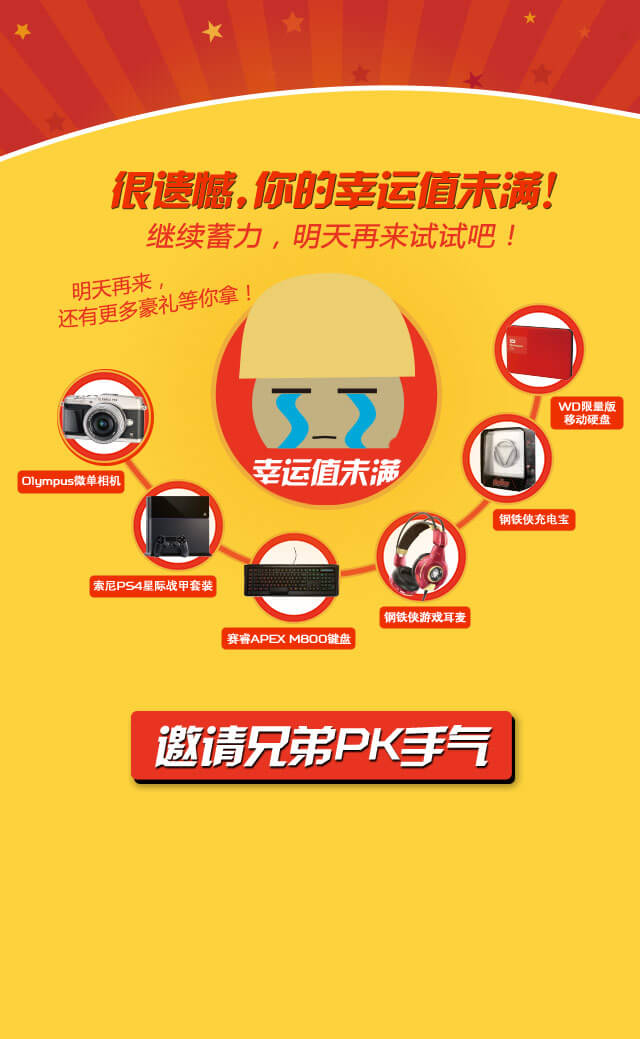 很遗憾,你的幸运值未满!
继续蓄力，明天再来试试吧！
明天再来，
还有更多豪礼等你拿！
幸运值未满
WD限量版
移动硬盘
Olympus微单相机
钢铁侠充电宝
索尼PS4星际战甲套装
钢铁侠游戏耳麦
赛睿APEX M800键盘
邀请兄弟PK手气